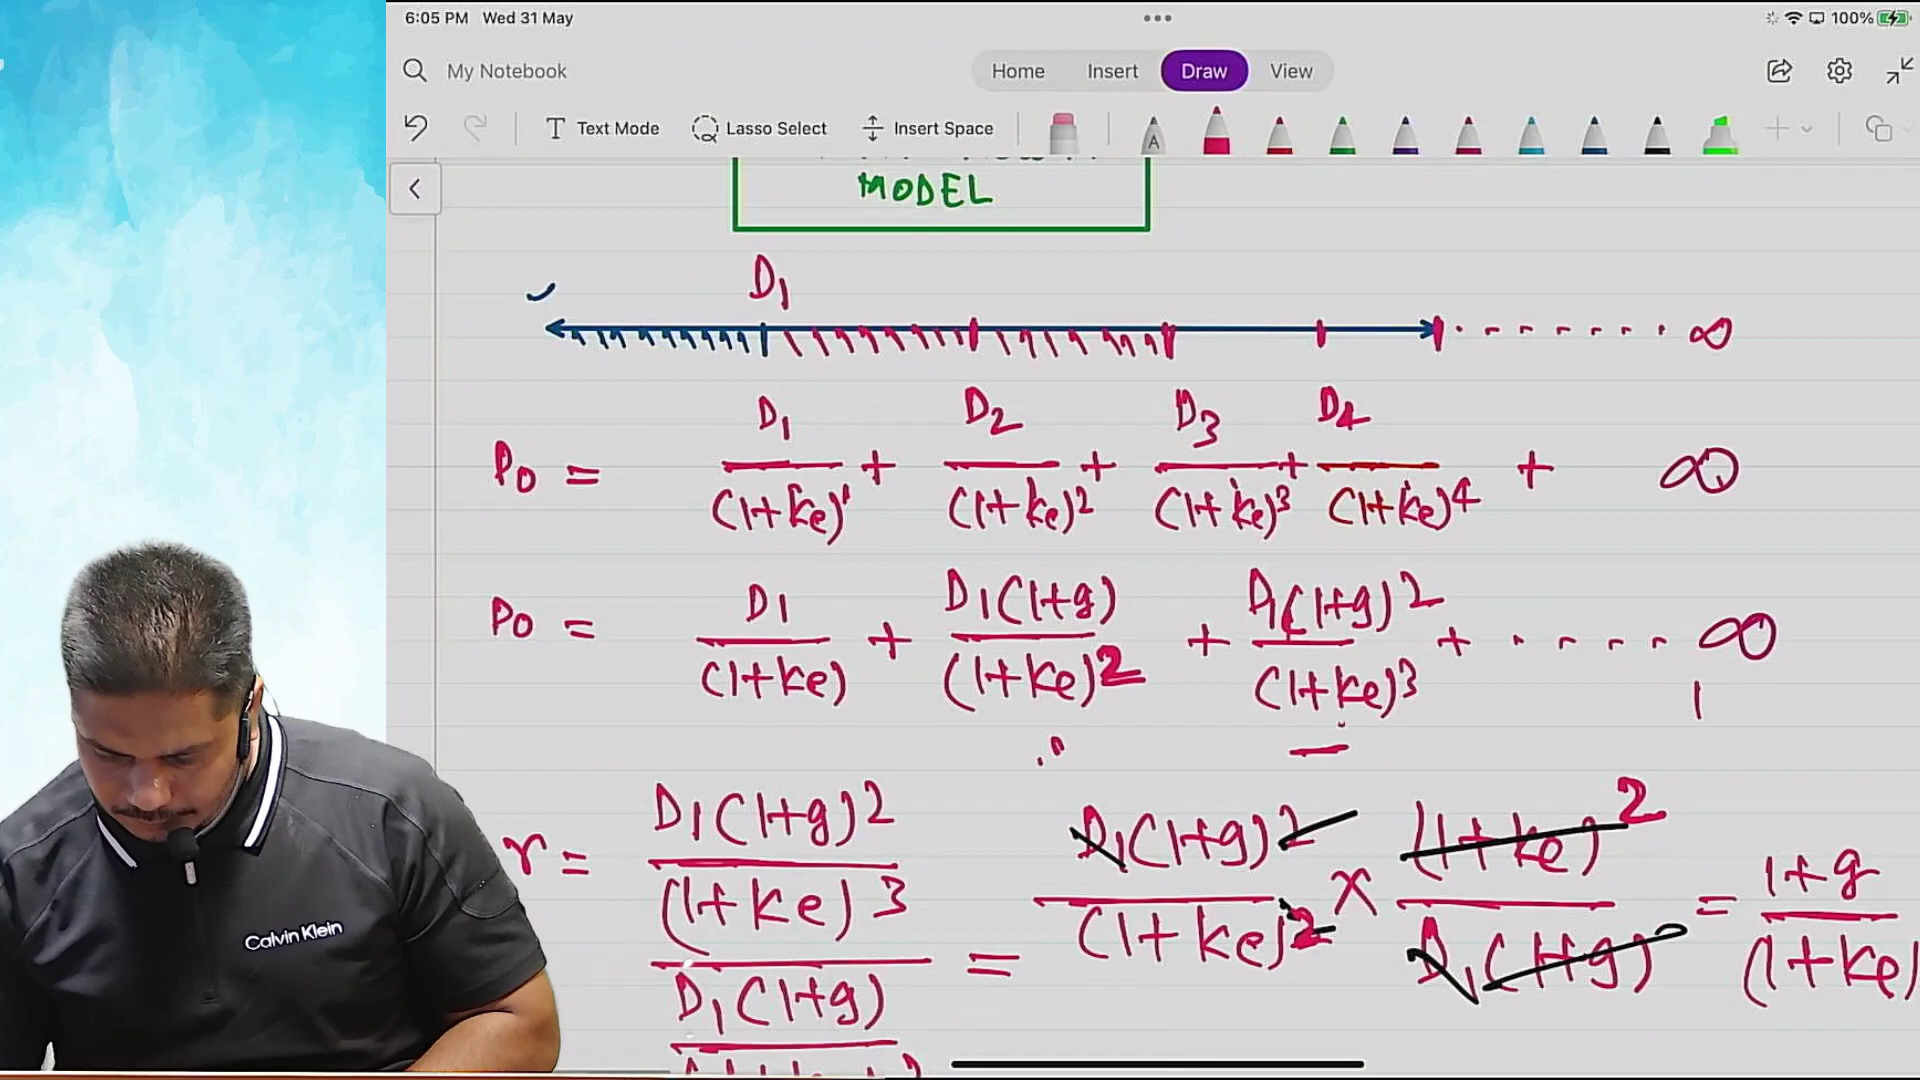 6:05 PM Wed 31 May
100%
My Notebook
Home Insert Draw View
Text Mode Lasso Select Insert Space
A
MODEL
D1
∞
P0 = D1/(1+ke)^1 + D2/(1+ke)^2 + D3/(1+ke)^3 + D4/(1+ke)^4 + ∞
P0 = D1/(1+ke) + D1(1+g)/(1+ke)2 + D1(1+g)^2/(1+ke)^3 + . . . . . ∞
r = D1(1+g)2/(1+ke)3 / D1(1+g) = D1(1+g)2/(1+ke)2 × (1+ke)2/D1(1+g) = 1+g/(1+ke)
Calvin Klein